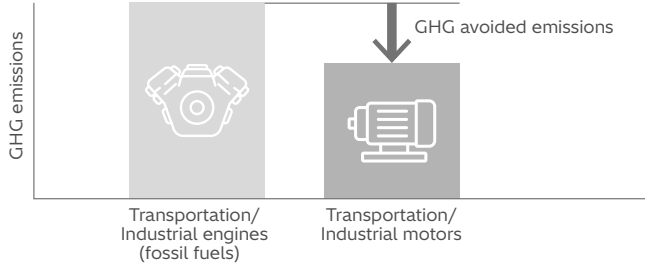 GHG emissions
GHG avoided emissions
Transportation/
Industrial engines
(fossil fuels)
Transportation/
Industrial motors